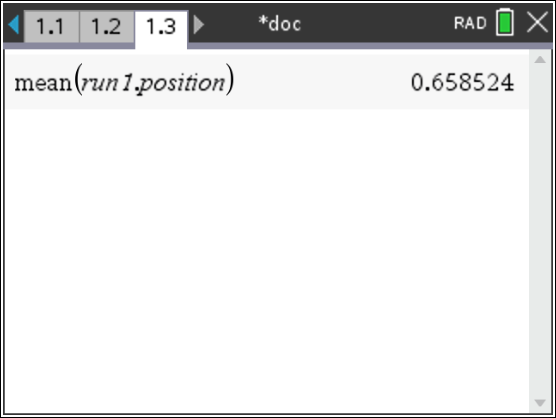 1.1 1.2 1.3 *doc RAD
mean(run1.position) 0.658524